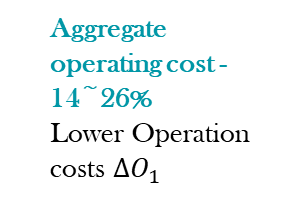 Aggregate
operating cost -
14~26%
Lower Operation
costs Δ𝑂₁